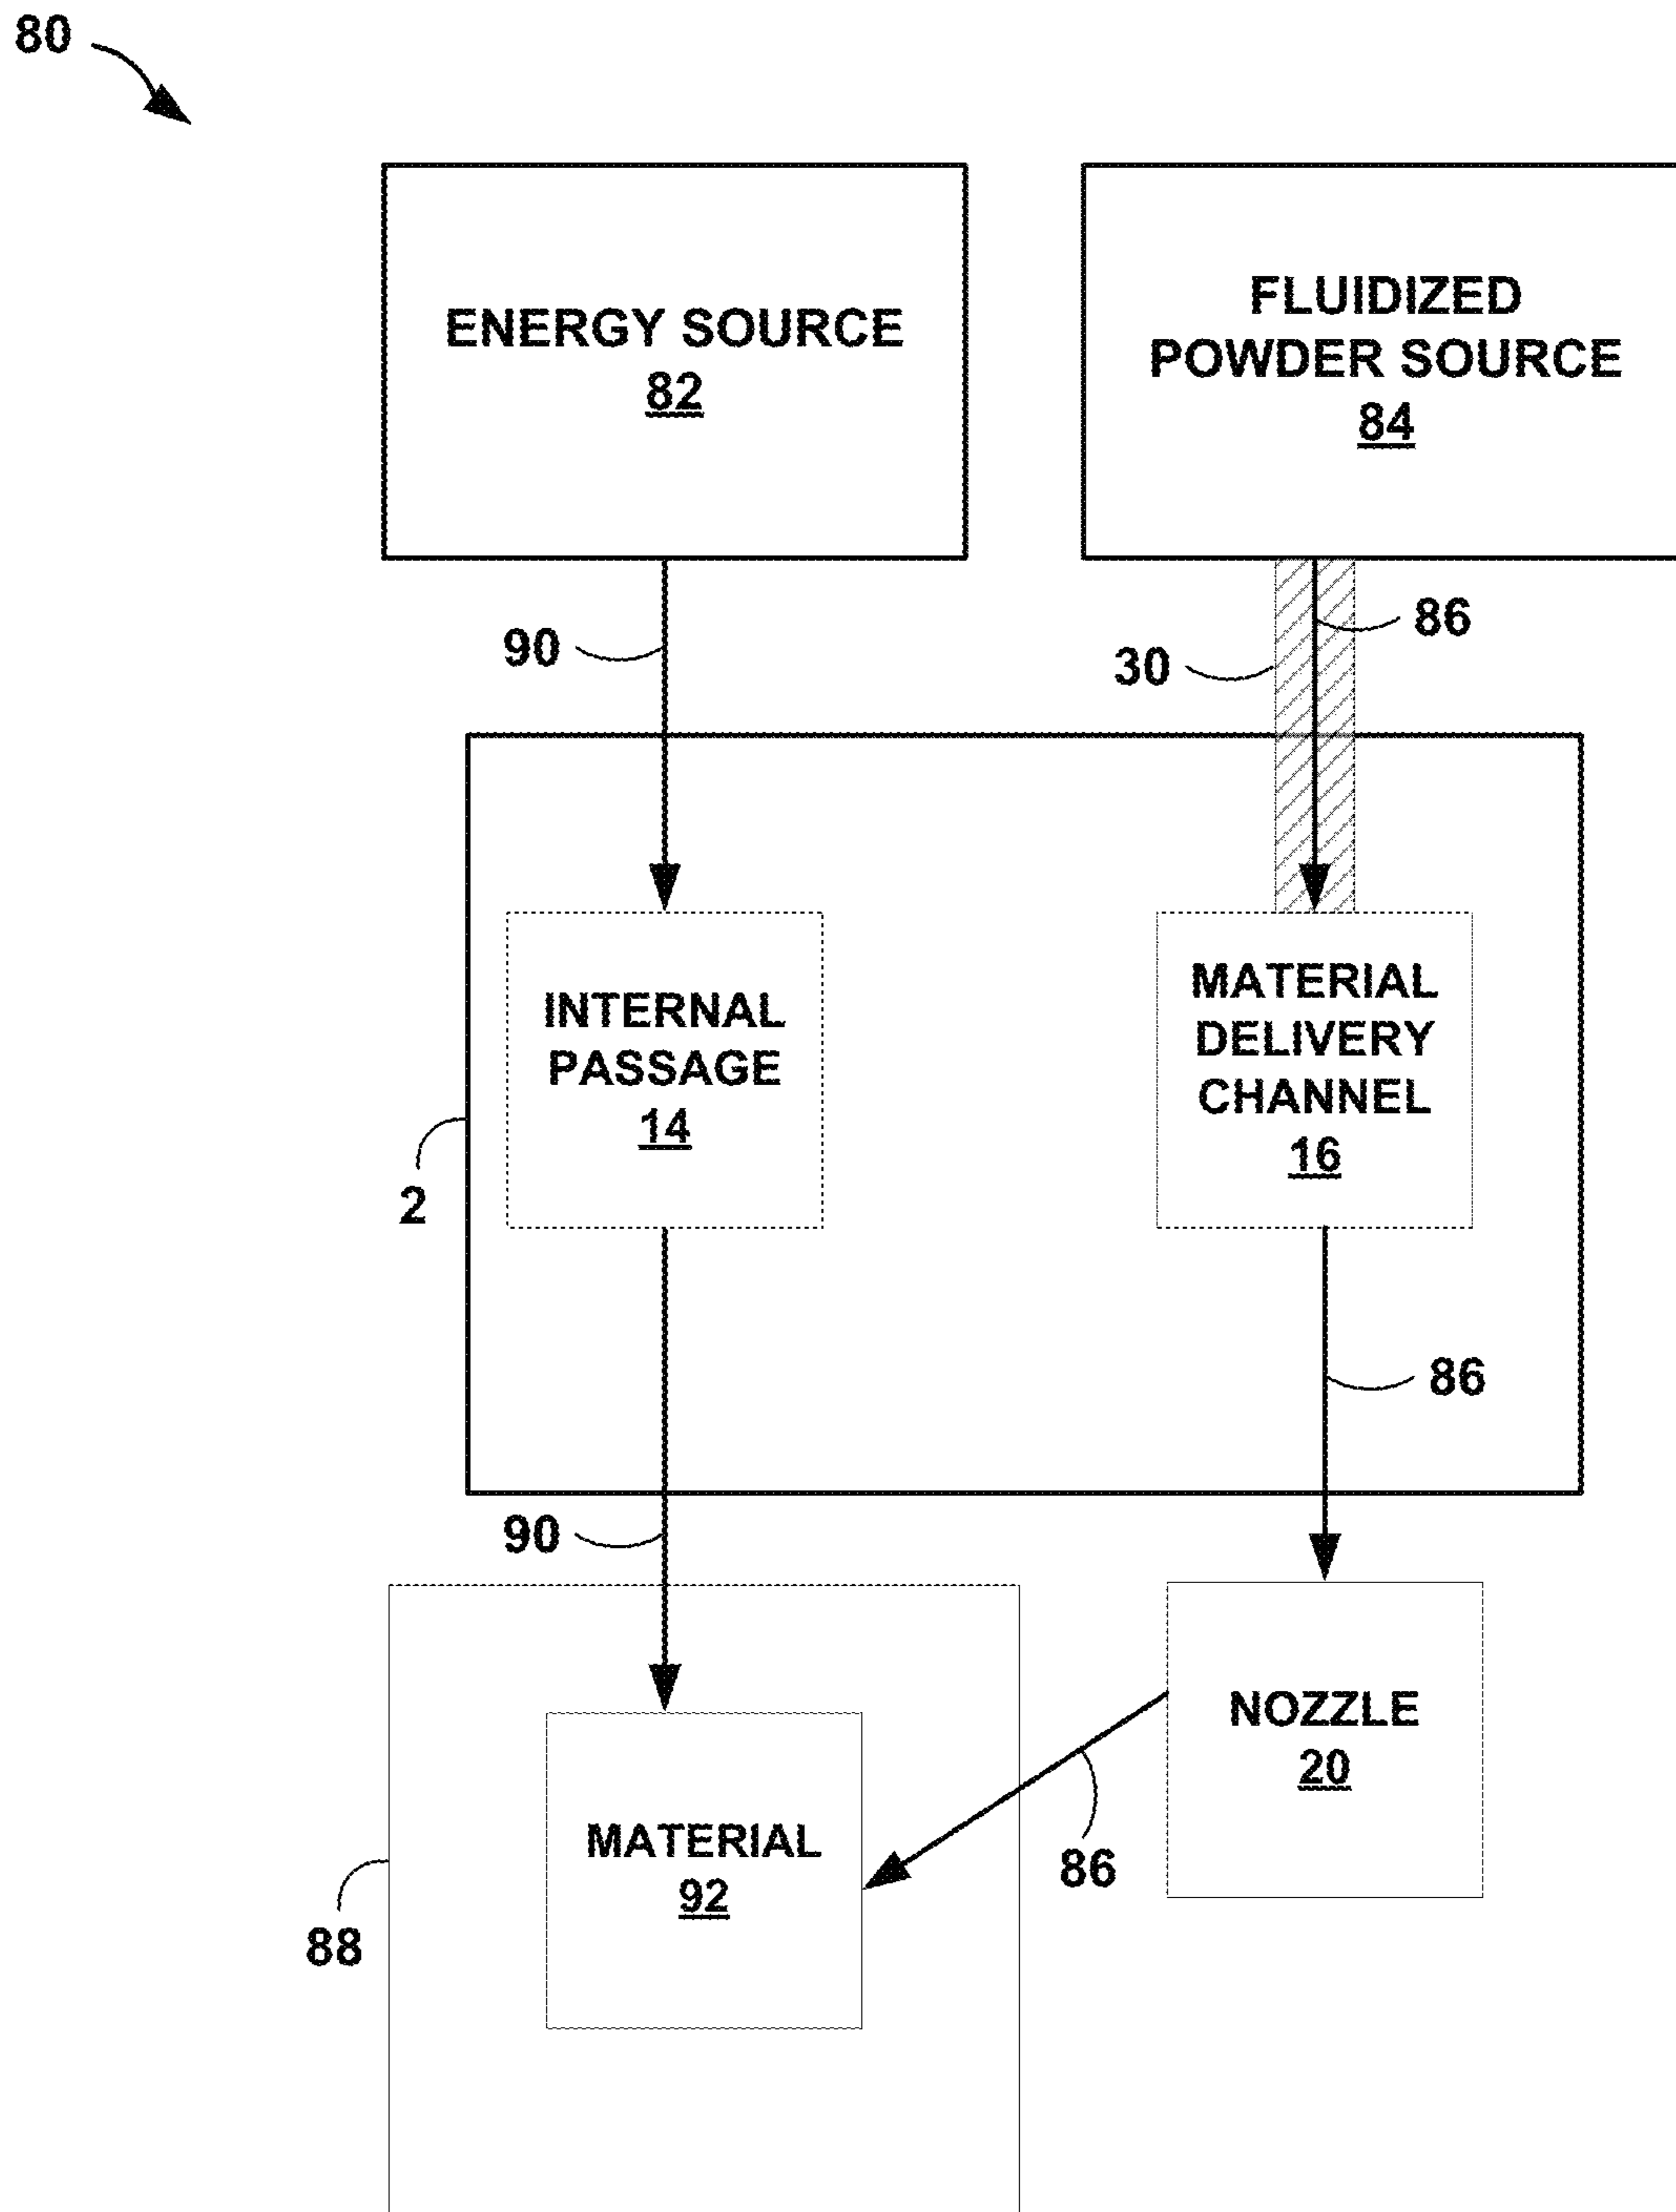 80
ENERGY SOURCE
82
FLUIDIZED
POWDER SOURCE
84
90
30
86
INTERNAL
PASSAGE
14
MATERIAL
DELIVERY
CHANNEL
16
2
86
90
NOZZLE
20
MATERIAL
92
86
88